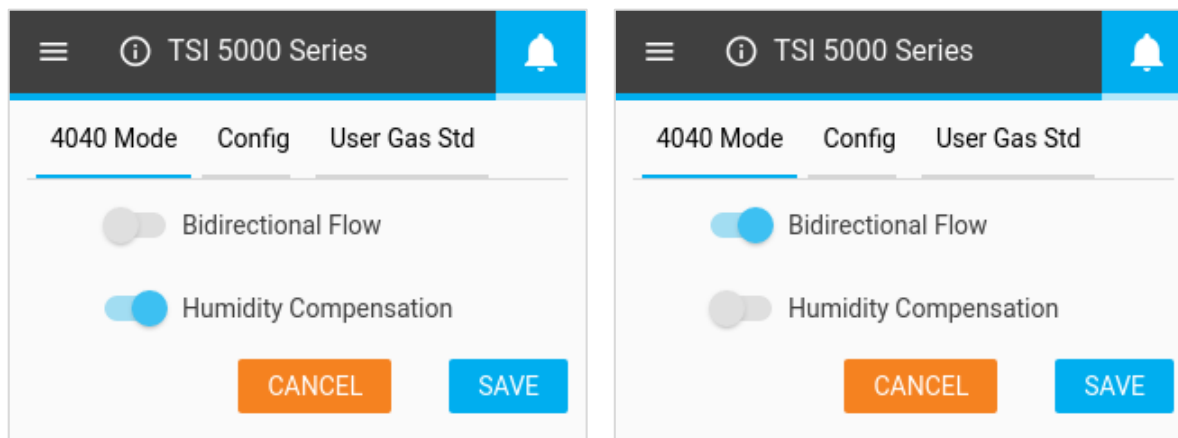 TSI 5000 Series
4040 Mode Config User Gas Std
Bidirectional Flow
Humidity Compensation
CANCEL SAVE
TSI 5000 Series
4040 Mode Config User Gas Std
Bidirectional Flow
Humidity Compensation
CANCEL SAVE